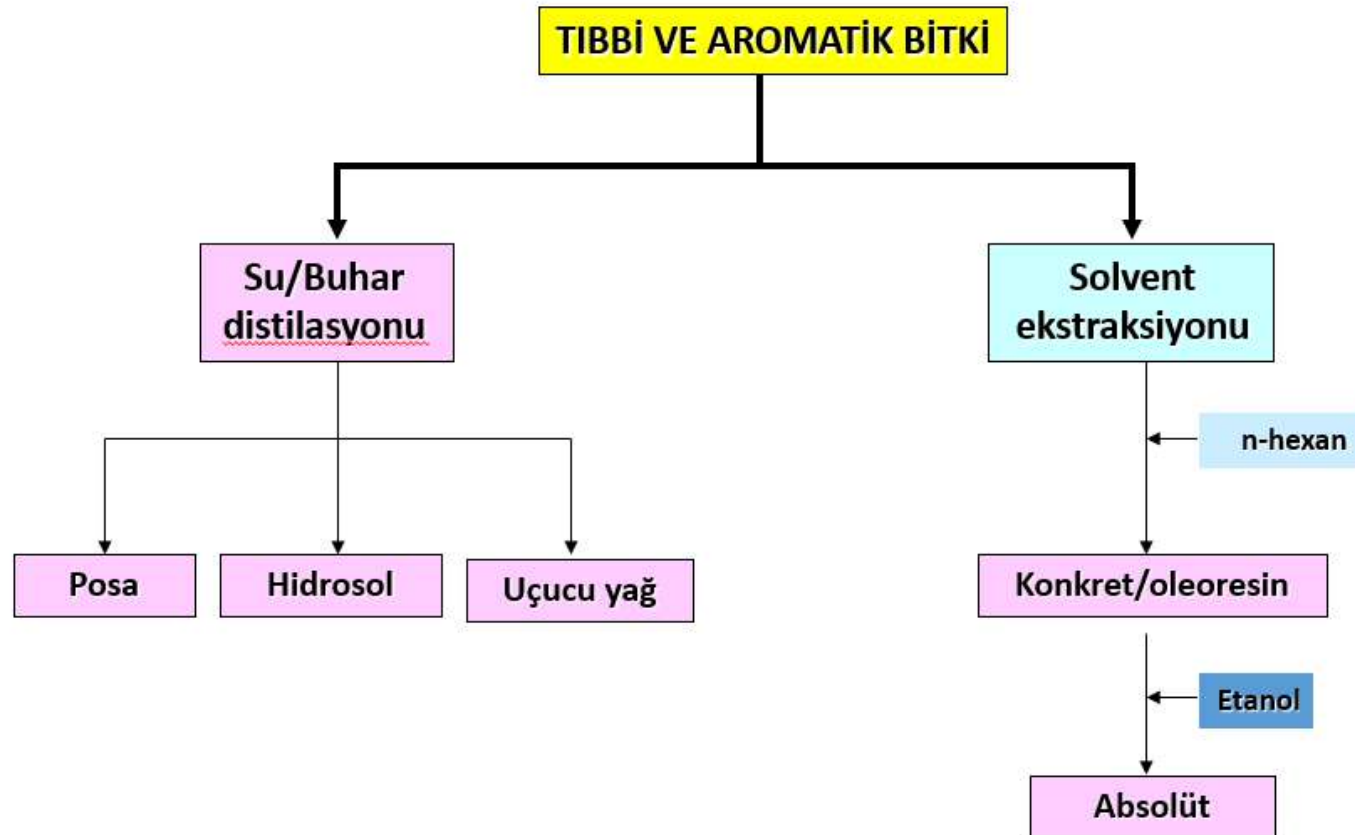 TIBBİ VE AROMATİK BİTKİ
Su/Buhar
distilasyonu
Solvent
ekstraksiyonu
n-hexan
Posa
Hidrosol
Uçucu yağ
Konkret/oleoresin
Etanol
Absolüt